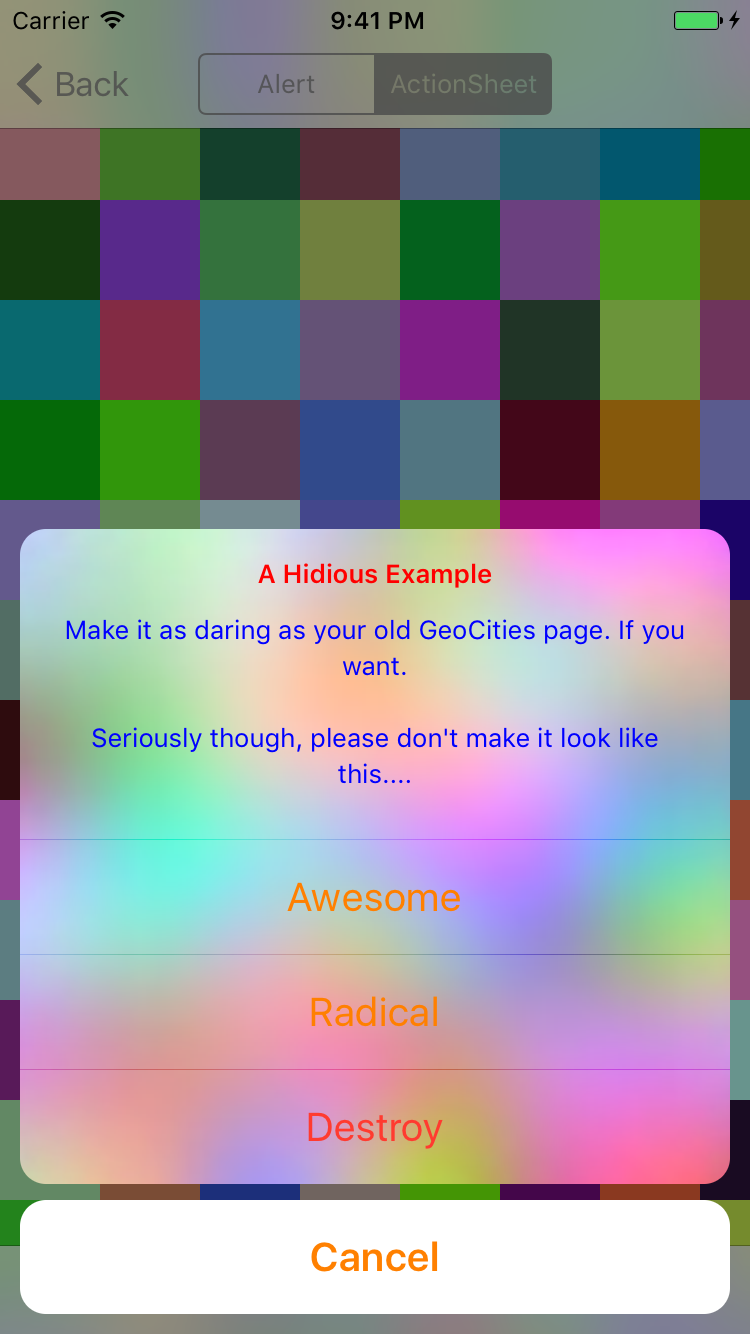 Carrier 9:41 PM
Back Alert ActionSheet
A Hidious Example
Make it as daring as your old GeoCities page. If you
want.
Seriously though, please don't make it look like
this....
Awesome
Radical
Destroy
Cancel